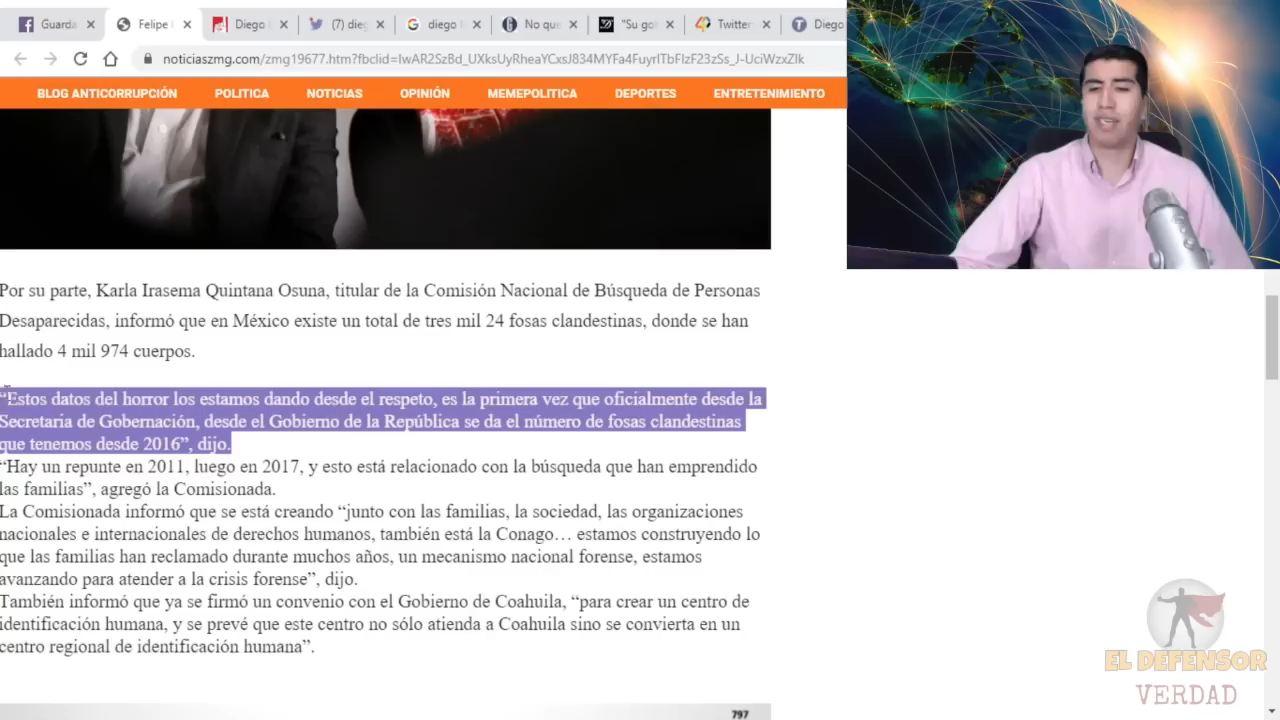 Guarda
Felipe
Diego
(7) dieg
diego
No que
"Su go
Twitter
Diego
noticiaszmg.com/zmg19677.htm?fbclid=IwAR2SzBd_UXksUyRheaYCxsJ834MYFa4FuyrITbFIzF23zSs_J-UciWzxZIk
BLOG ANTICORRUPCIÓN
POLITICA
NOTICIAS
OPINIÓN
MEMEPOLITICA
DEPORTES
ENTRETENIMIENTO
Por su parte, Karla Irasema Quintana Osuna, titular de la Comisión Nacional de Búsqueda de Personas
Desaparecidas, informó que en México existe un total de tres mil 24 fosas clandestinas, donde se han
hallado 4 mil 974 cuerpos.
“Estos datos del horror los estamos dando desde el respeto, es la primera vez que oficialmente desde la
Secretaría de Gobernación, desde el Gobierno de la República se da el número de fosas clandestinas
que tenemos desde 2016”, dijo.
“Hay un repunte en 2011, luego en 2017, y esto está relacionado con la búsqueda que han emprendido
las familias”, agregó la Comisionada.
La Comisionada informó que se está creando “junto con las familias, la sociedad, las organizaciones
nacionales e internacionales de derechos humanos, también está la Conago… estamos construyendo lo
que las familias han reclamado durante muchos años, un mecanismo nacional forense, estamos
avanzando para atender a la crisis forense”, dijo.
También informó que ya se firmó un convenio con el Gobierno de Coahuila, “para crear un centro de
identificación humana, y se prevé que este centro no sólo atienda a Coahuila sino se convierta en un
centro regional de identificación humana”.
797
EL DEFENSOR
VERDAD